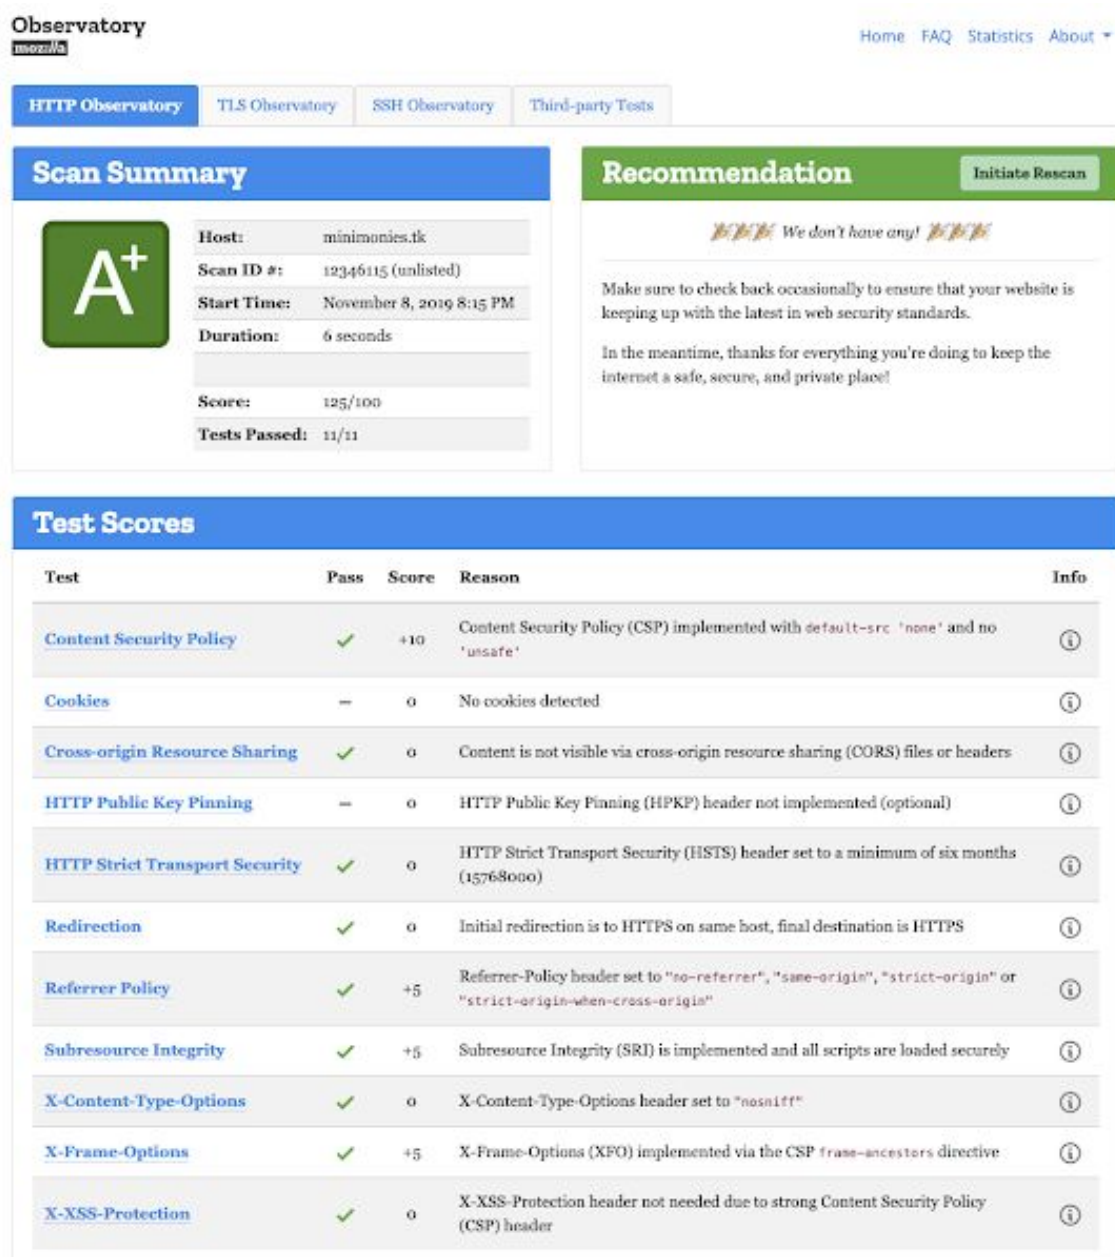 Observatory
moz://a
Home FAQ Statistics About
HTTP Observatory TLS Observatory SSH Observatory Third-party Tests
Scan Summary
A+
Host: minimonies.tk
Scan ID #: 12346115 (unlisted)
Start Time: November 8, 2019 8:15 PM
Duration: 6 seconds
Score: 125/100
Tests Passed: 11/11
Recommendation Initiate Rescan
We don't have any!
Make sure to check back occasionally to ensure that your website is
keeping up with the latest in web security standards.
In the meantime, thanks for everything you're doing to keep the
internet a safe, secure, and private place!
Test Scores
Test Pass Score Reason Info
Content Security Policy +10 Content Security Policy (CSP) implemented with default-src 'none' and no
'unsafe'
Cookies – 0 No cookies detected
Cross-origin Resource Sharing 0 Content is not visible via cross-origin resource sharing (CORS) files or headers
HTTP Public Key Pinning – 0 HTTP Public Key Pinning (HPKP) header not implemented (optional)
HTTP Strict Transport Security 0 HTTP Strict Transport Security (HSTS) header set to a minimum of six months
(15768000)
Redirection 0 Initial redirection is to HTTPS on same host, final destination is HTTPS
Referrer Policy +5 Referrer-Policy header set to "no-referrer", "same-origin", "strict-origin" or
"strict-origin-when-cross-origin"
Subresource Integrity +5 Subresource Integrity (SRI) is implemented and all scripts are loaded securely
X-Content-Type-Options 0 X-Content-Type-Options header set to "nosniff"
X-Frame-Options +5 X-Frame-Options (XFO) implemented via the CSP frame-ancestors directive
X-XSS-Protection 0 X-XSS-Protection header not needed due to strong Content Security Policy
(CSP) header